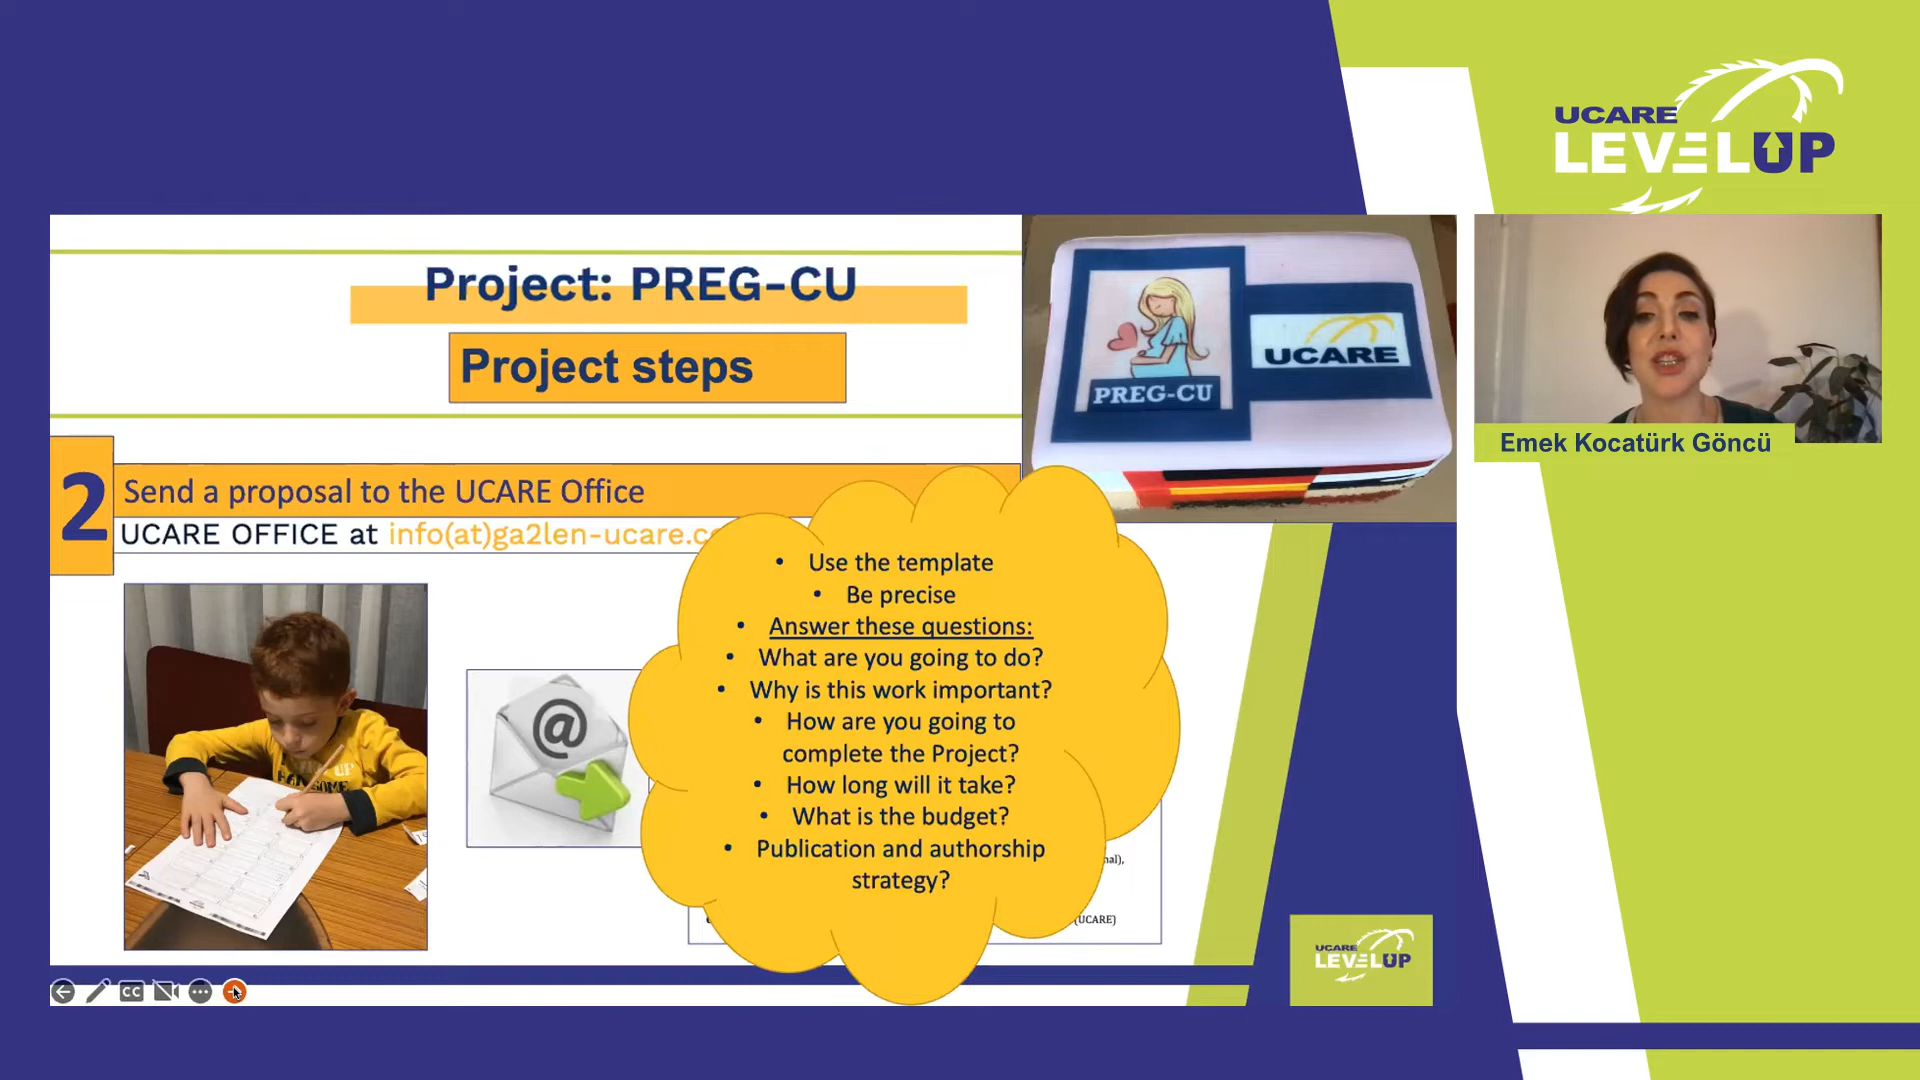 UCARE
LEVELUP
Project: PREG-CU
Project steps
PREG-CU
UCARE
Emek Kocatürk Göncü
2
Send a proposal to the UCARE Office
UCARE OFFICE at info(at)ga2len-ucare.c
• Use the template
• Be precise
• Answer these questions:
• What are you going to do?
• Why is this work important?
• How are you going to
complete the Project?
• How long will it take?
• What is the budget?
• Publication and authorship
strategy?
@
(UCARE)
UCARE
LEVELUP
CC